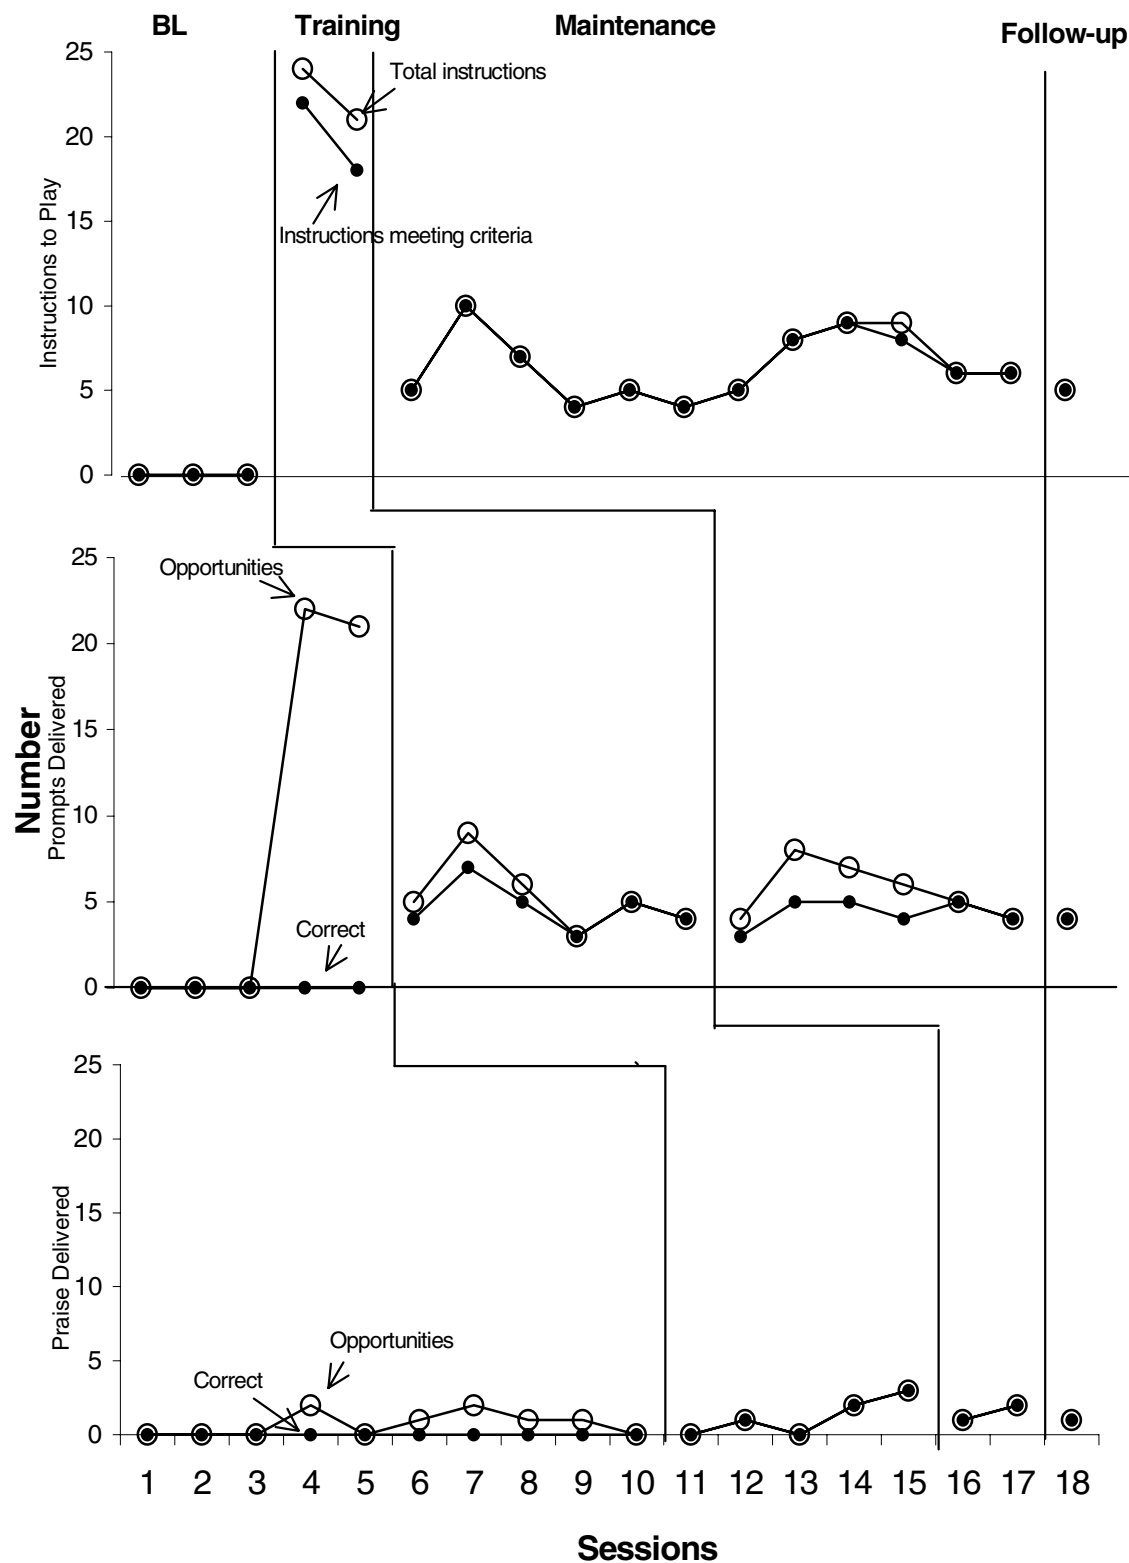 BL Training Maintenance Follow-up
25
Total instructions
20
15
Instructions meeting criteria
10
5
0
Instructions to Play
25
Opportunities
20
15
10
5
Correct
0
Number
Prompts Delivered
25
20
15
10
5
0
Praise Delivered
Opportunities
Correct
1 2 3 4 5 6 7 8 9 10 11 12 13 14 15 16 17 18
Sessions